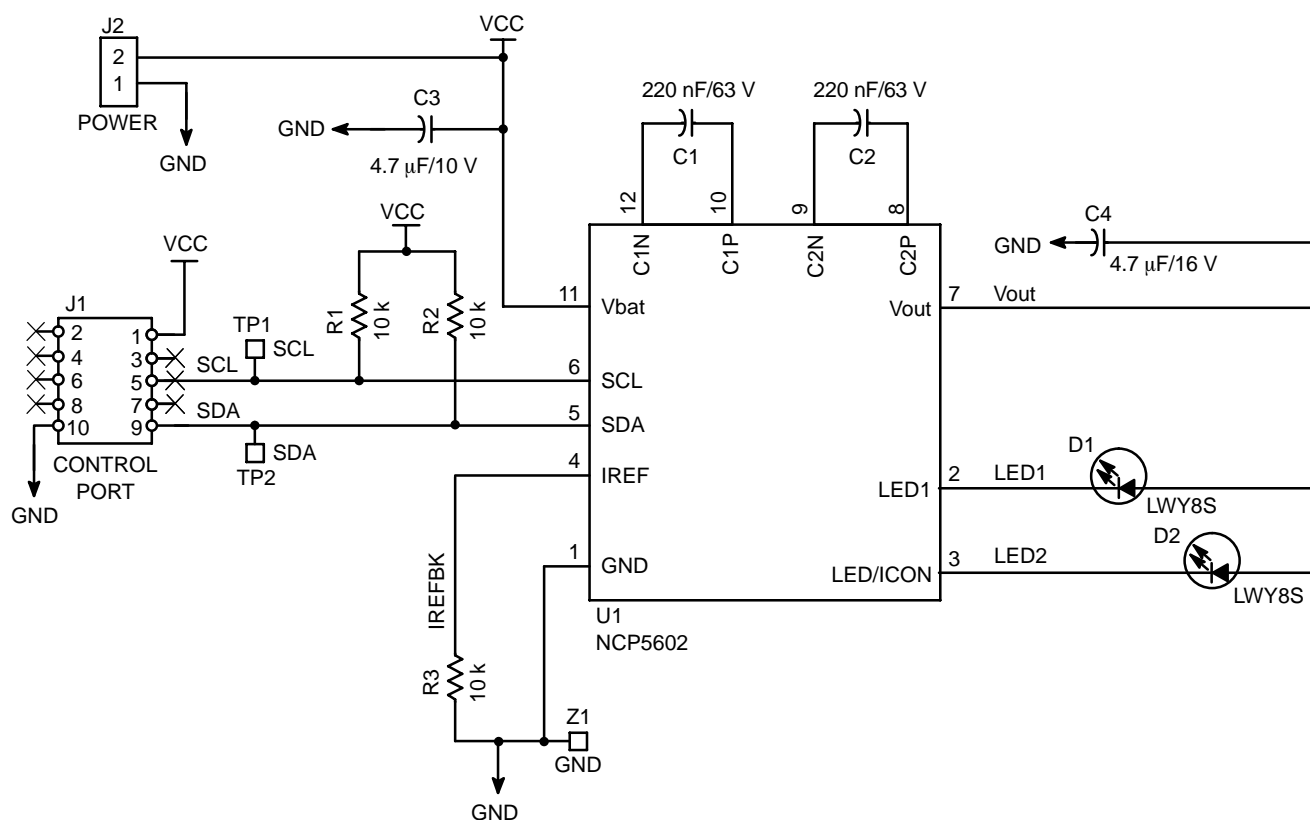 J2
2
1
POWER
GND
VCC
C3
GND
4.7 μF/10 V
220 nF/63 V
C1
220 nF/63 V
C2
12
10
9
8
C1N
C1P
C2N
C2P
C4
GND
4.7 μF/16 V
VCC
VCC
J1
2
4
6
8
10
1
3
5
7
9
CONTROL
PORT
GND
SCL
SDA
TP1
SCL
SDA
TP2
R1
10 k
R2
10 k
11
Vbat
6
SCL
5
SDA
4
IREF
1
GND
7
Vout
Vout
2
LED1
LED1
3
LED/ICON
LED2
D1
LWY8S
D2
LWY8S
U1
NCP5602
IREFBK
R3
10 k
Z1
GND
GND